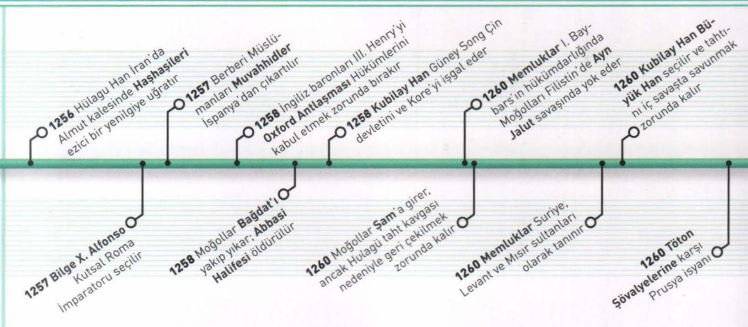 1256 Hülagu Han İran'da
Almut kalesinde Haşhaşileri
ezici bir yenilgiye uğratır
1257 Berberi Müslü-
manları Muvahhidler
İspanya'dan çıkartılır
1258 İngiliz baronları III. Henry'yi
Oxford Antlaşması Hükümlerini
kabul etmek zorunda bırakır
1258 Kubilay Han Güney Song Çin
devletini ve Kore'yi işgal eder
1260 Memluklar I. Bay-
bars'ın hükümdarlığında
Moğolları Filistin'de Ayn
Jalut savaşında yok eder
1260 Kubilay Han Bü-
yük Han seçilir ve tahtı-
nı iç savaşta savunmak
zorunda kalır
1257 Bilge X. Alfonso
Kutsal Roma
İmparatoru seçilir
1258 Moğollar Bağdat'ı
yakıp yıkar; Abbasi
Halifesi öldürülür
1260 Moğollar Şam'a girer,
ancak Hulagü taht kavgası
nedeniyle geri çekilmek
zorunda kalır
1260 Memluklar Suriye,
Levant ve Mısır sultanları
olarak tanınır
1260 Töton
Şövalyelerine karşı
Prusya isyanı